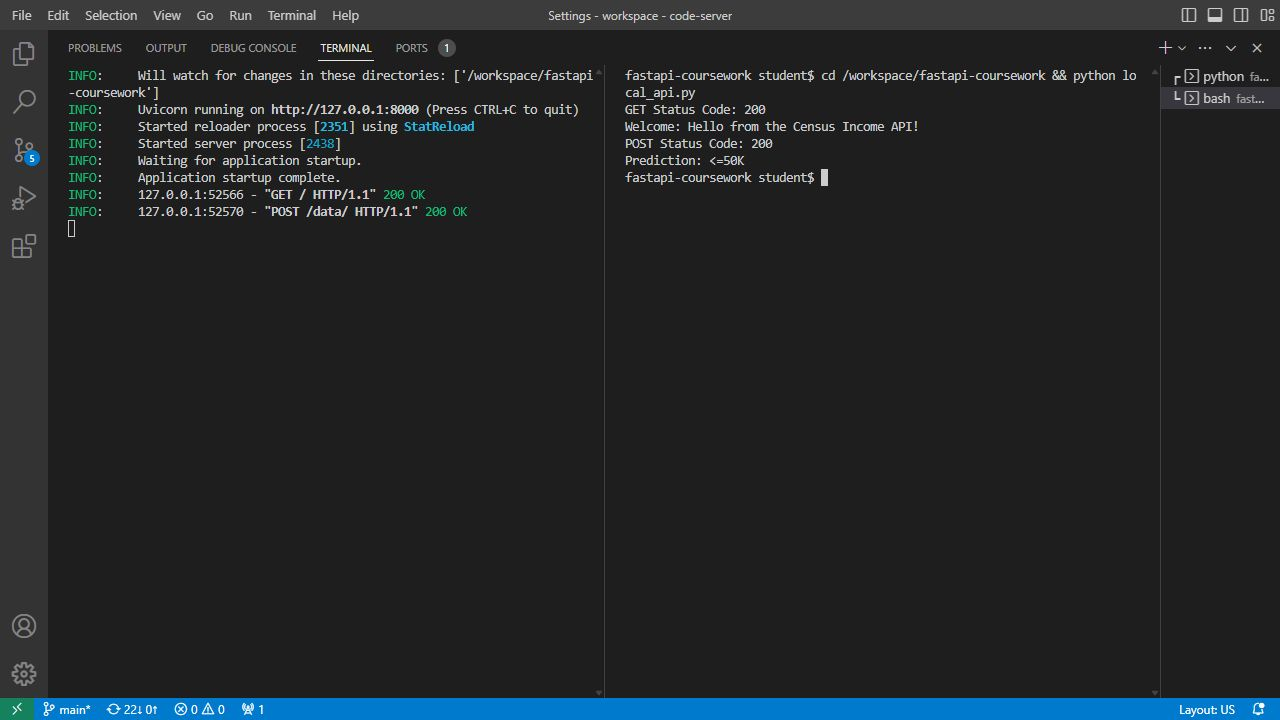 File Edit Selection View Go Run Terminal Help
Settings - workspace - code-server
PROBLEMS OUTPUT DEBUG CONSOLE TERMINAL PORTS 1
INFO: Will watch for changes in these directories: ['/workspace/fastapi
-coursework']
INFO: Uvicorn running on http://127.0.0.1:8000 (Press CTRL+C to quit)
INFO: Started reloader process [2351] using StatReload
INFO: Started server process [2438]
INFO: Waiting for application startup.
INFO: Application startup complete.
INFO: 127.0.0.1:52566 - "GET / HTTP/1.1" 200 OK
INFO: 127.0.0.1:52570 - "POST /data/ HTTP/1.1" 200 OK
fastapi-coursework student$ cd /workspace/fastapi-coursework && python lo
cal_api.py
GET Status Code: 200
Welcome: Hello from the Census Income API!
POST Status Code: 200
Prediction: <=50K
fastapi-coursework student$
python fa...
bash fast...
5
main* 22↓ 0↑ 0 0 1
Layout: US